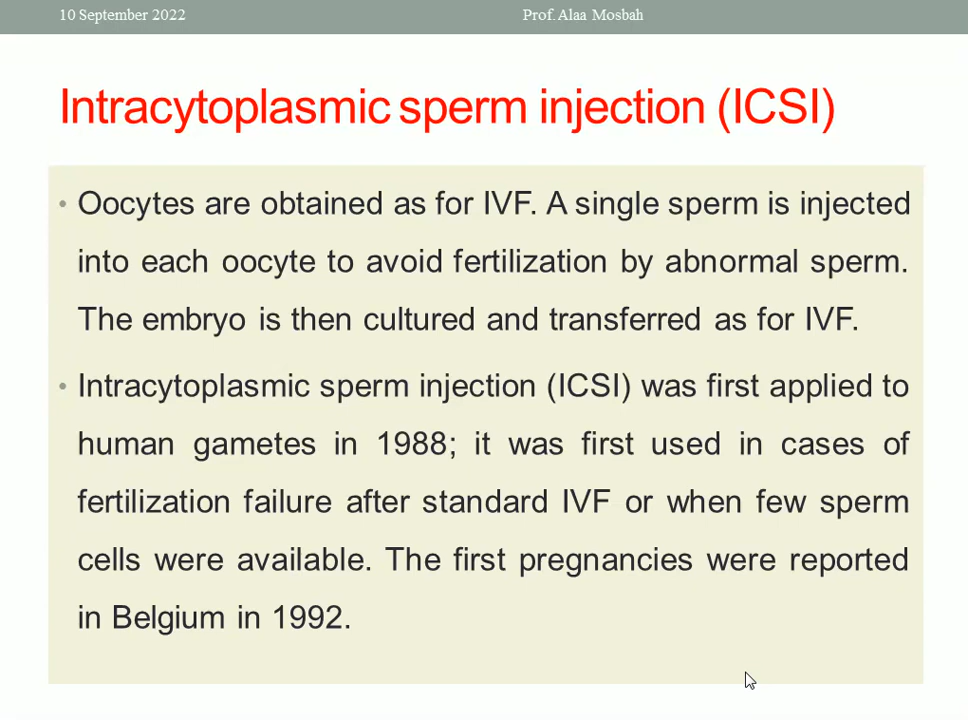 10 September 2022 Prof. Alaa Mosbah
Intracytoplasmic sperm injection (ICSI)
• Oocytes are obtained as for IVF. A single sperm is injected
into each oocyte to avoid fertilization by abnormal sperm.
The embryo is then cultured and transferred as for IVF.
• Intracytoplasmic sperm injection (ICSI) was first applied to
human gametes in 1988; it was first used in cases of
fertilization failure after standard IVF or when few sperm
cells were available. The first pregnancies were reported
in Belgium in 1992.